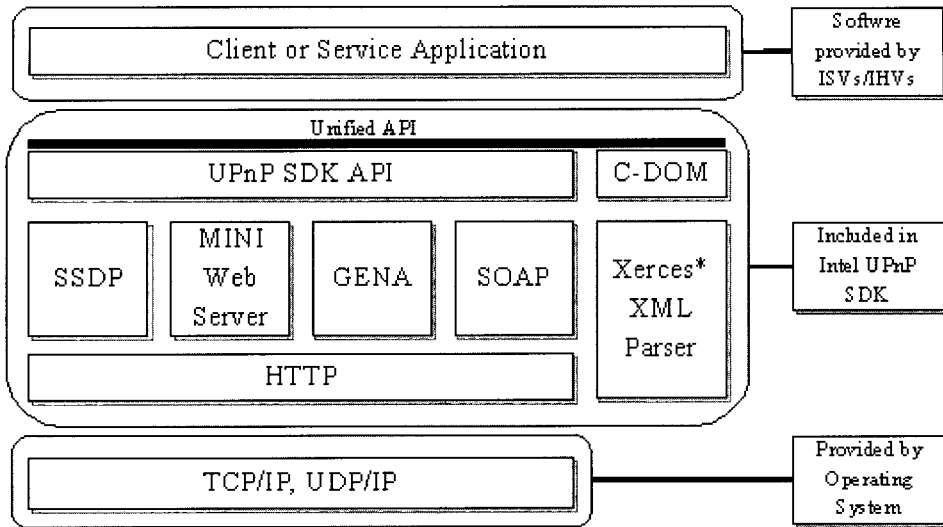 Client or Service Application
Softwre
provided by
ISVs/IHVs
Unified API
UPnP SDK API
C-DOM
SSDP
MINI
Web
Server
GENA
SOAP
Xerces*
XML
Parser
Included in
Intel UPnP
SDK
HTTP
TCP/IP, UDP/IP
Provided by
Operating
System